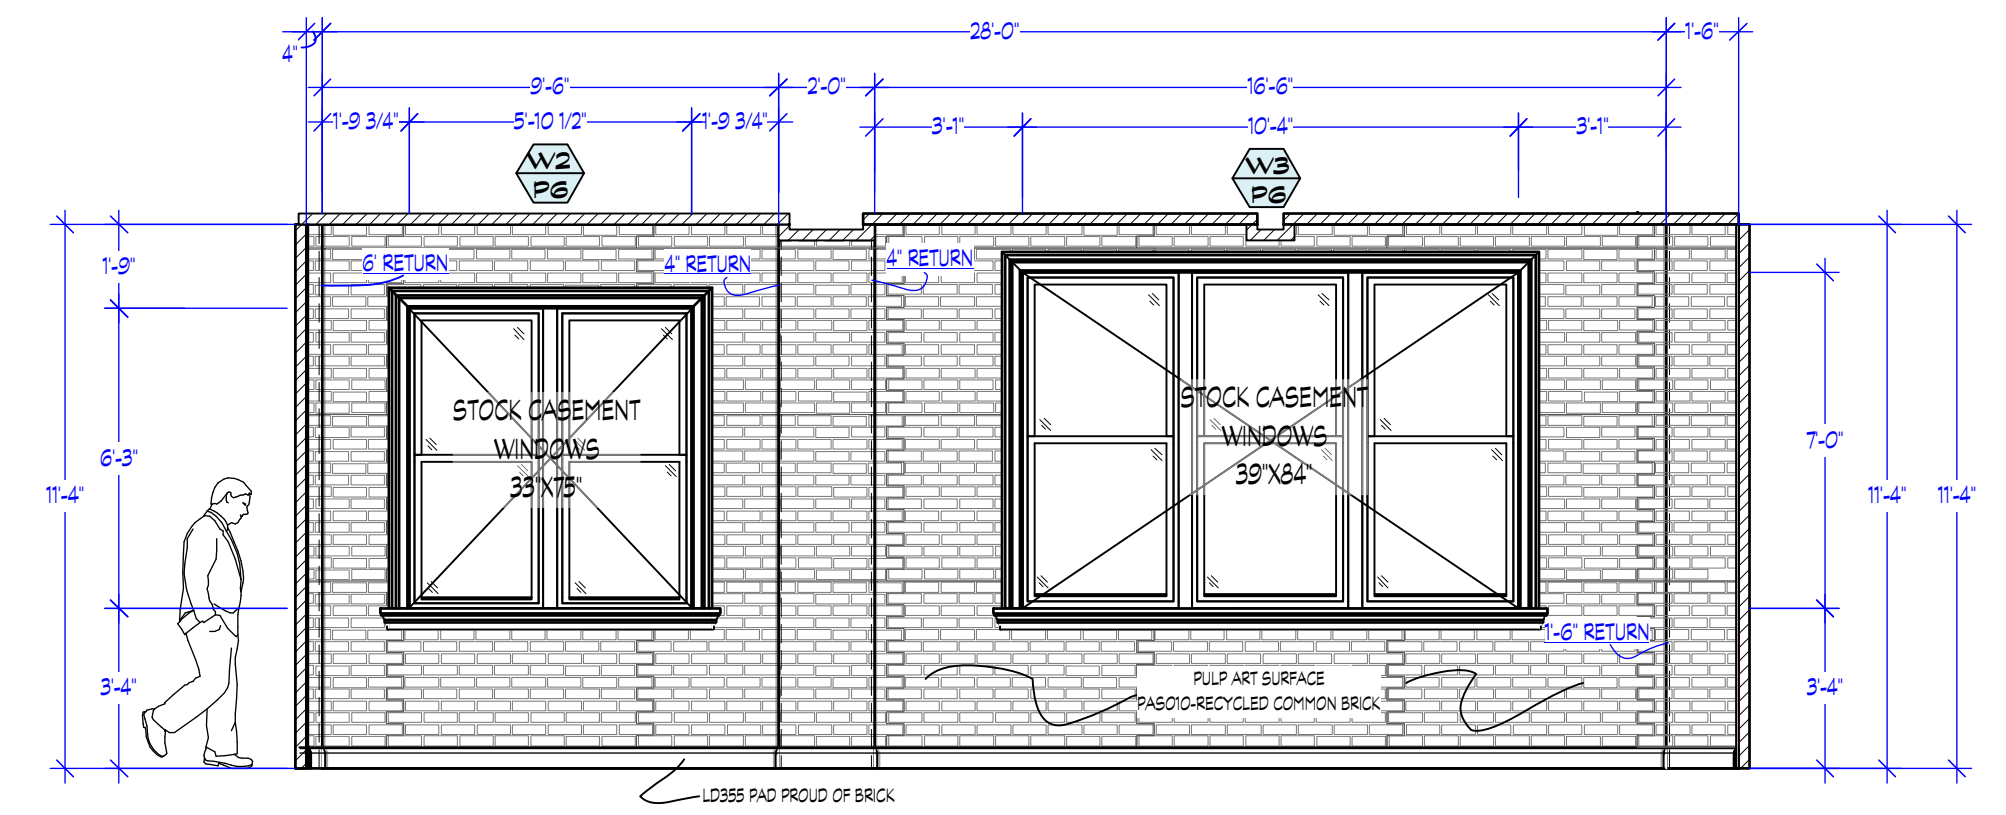 28'-0"
1'-6"
4"
9'-6"
2'-0"
16'-6"
1'-9 3/4"
5'-10 1/2"
1'-9 3/4"
3'-1"
10'-4"
3'-1"
W2
P6
W3
P6
6' RETURN
4" RETURN
4" RETURN
1'-9"
6'-3"
11'-4"
3'-4"
STOCK CASEMENT
WINDOWS
33"X75"
STOCK CASEMENT
WINDOWS
39"X84"
7'-0"
11'-4"
11'-4"
3'-4"
1'-6" RETURN
PULP ART SURFACE
PAS010-RECYCLED COMMON BRICK
LD355 PAD PROUD OF BRICK